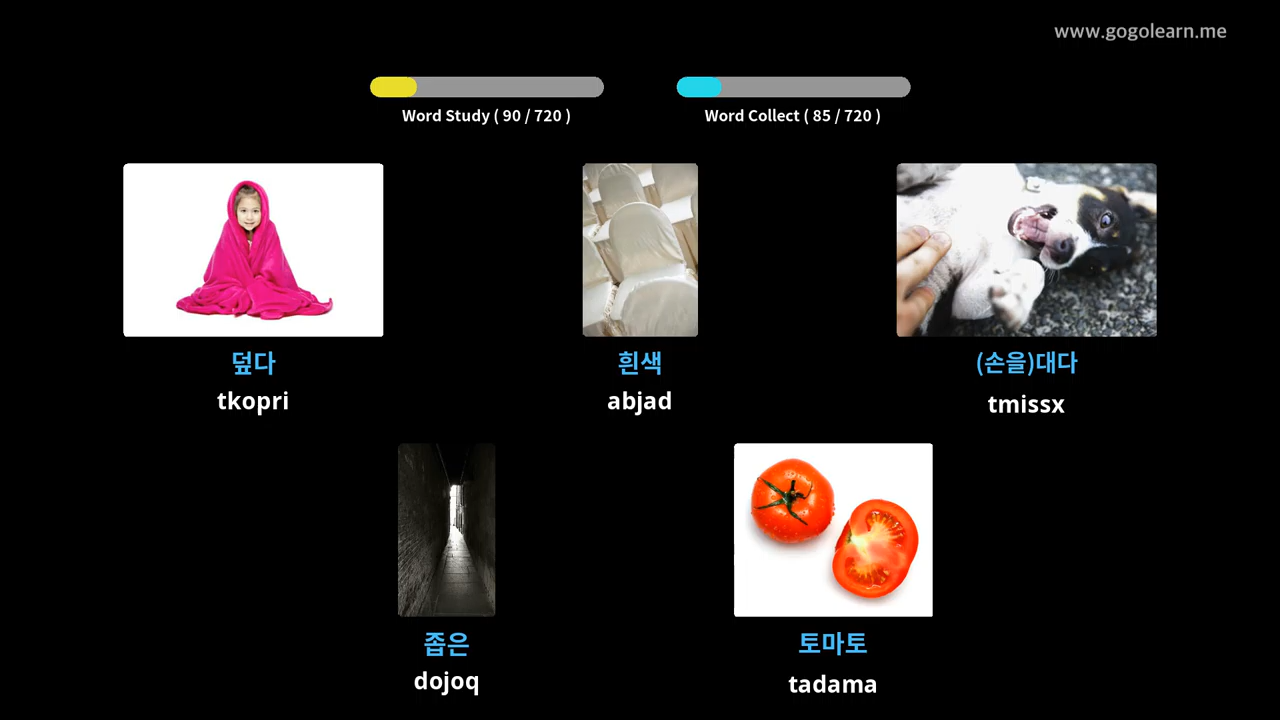 www.gogolearn.me
Word Study ( 90 / 720 )
Word Collect ( 85 / 720 )
덮다
tkopri
흰색
abjad
(손을)대다
tmissx
좁은
dojoq
토마토
tadama